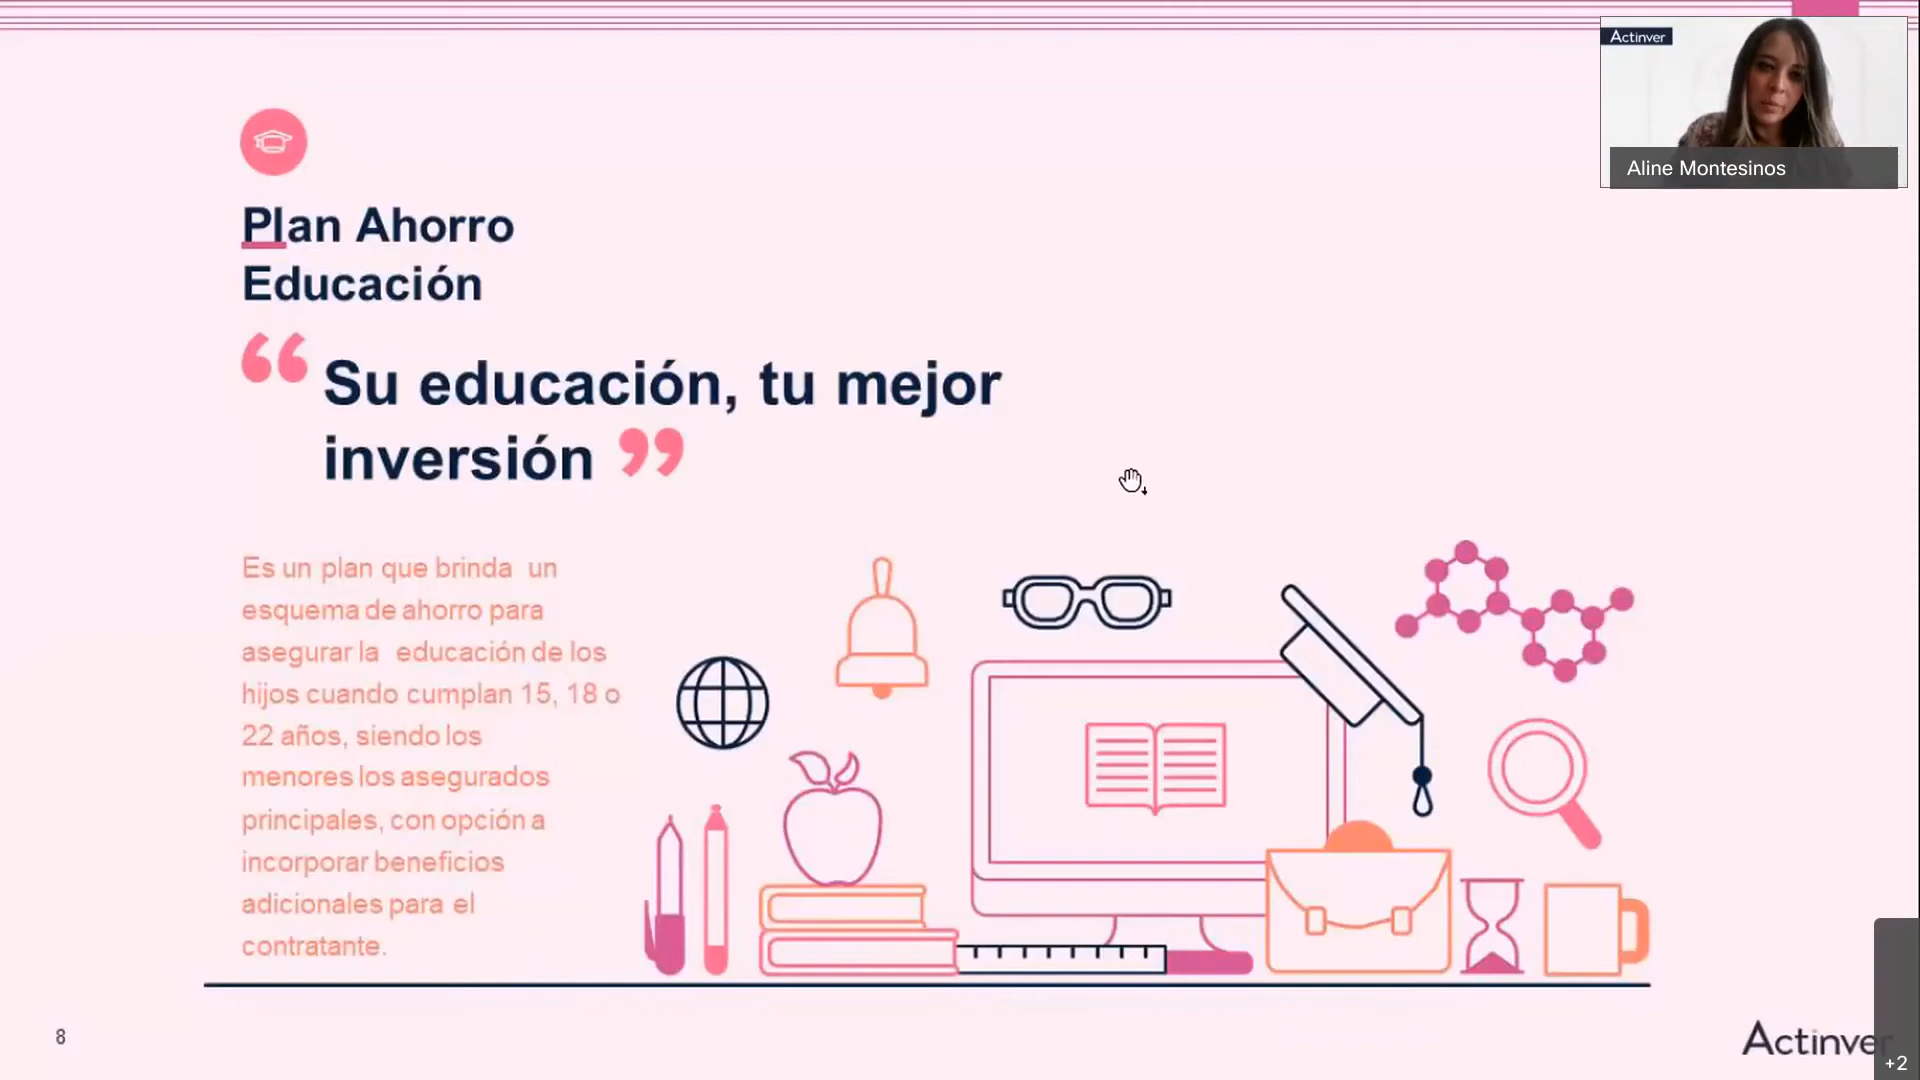 Actinver
Aline Montesinos
Plan Ahorro
Educación
“ Su educación, tu mejor
inversión ”
Es un plan que brinda un
esquema de ahorro para
asegurar la educación de los
hijos cuando cumplan 15, 18 o
22 años, siendo los
menores los asegurados
principales, con opción a
incorporar beneficios
adicionales para el
contratante.
8
Actinver
+2